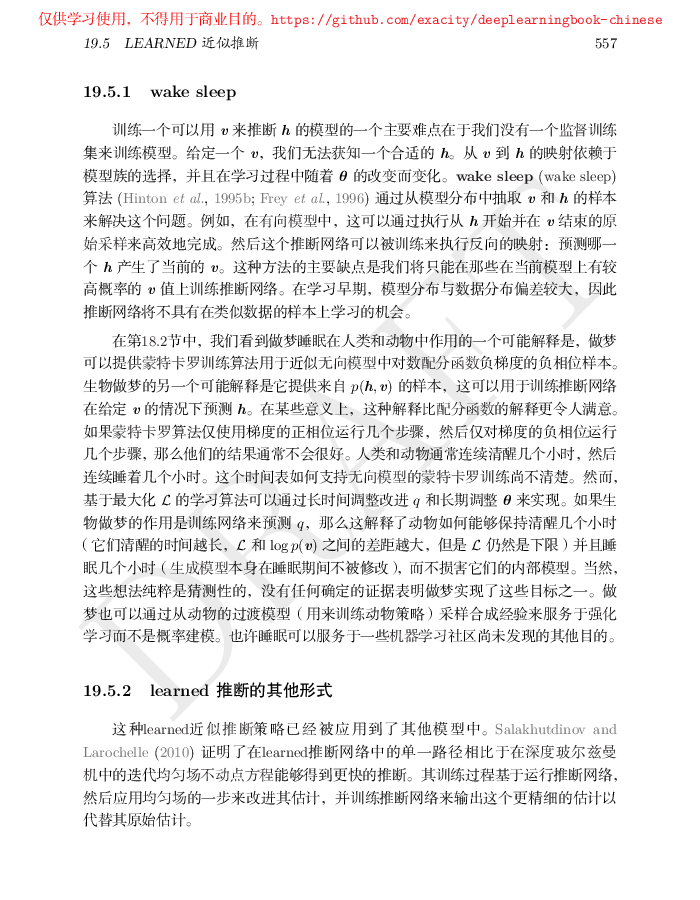 仅供学习使用，不得用于商业目的。https://github.com/exacity/deeplearningbook-chinese
19.5 LEARNED 近似推断 557
19.5.1 wake sleep
训练一个可以用 v 来推断 h 的模型的一个主要难点在于我们没有一个监督训练
集来训练模型。给定一个 v，我们无法获知一个合适的 h。从 v 到 h 的映射依赖于
模型族的选择，并且在学习过程中随着 θ 的改变而变化。wake sleep (wake sleep)
算法 (Hinton et al., 1995b; Frey et al., 1996) 通过从模型分布中抽取 v 和 h 的样本
来解决这个问题。例如，在有向模型中，这可以通过执行从 h 开始并在 v 结束的原
始采样来高效地完成。然后这个推断网络可以被训练来执行反向的映射：预测哪一
个 h 产生了当前的 v。这种方法的主要缺点是我们将只能在那些在当前模型上有较
高概率的 v 值上训练推断网络。在学习早期，模型分布与数据分布偏差较大，因此
推断网络将不具有在类似数据的样本上学习的机会。
在第18.2节中，我们看到做梦睡眠在人类和动物中作用的一个可能解释是，做梦
可以提供蒙特卡罗训练算法用于近似无向模型中对数配分函数负梯度的负相位样本。
生物做梦的另一个可能解释是它提供来自 p(h, v) 的样本，这可以用于训练推断网络
在给定 v 的情况下预测 h。在某些意义上，这种解释比配分函数的解释更令人满意。
如果蒙特卡罗算法仅使用梯度的正相位运行几个步骤，然后仅对梯度的负相位运行
几个步骤，那么他们的结果通常不会很好。人类和动物通常连续清醒几个小时，然后
连续睡着几个小时。这个时间表如何支持无向模型的蒙特卡罗训练尚不清楚。然而，
基于最大化 ℒ 的学习算法可以通过长时间调整改进 q 和长期调整 θ 来实现。如果生
物做梦的作用是训练网络来预测 q，那么这解释了动物如何能够保持清醒几个小时
（它们清醒的时间越长，ℒ 和 log p(v) 之间的差距越大，但是 ℒ 仍然是下限）并且睡
眠几个小时（生成模型本身在睡眠期间不被修改），而不损害它们的内部模型。当然，
这些想法纯粹是猜测性的，没有任何确定的证据表明做梦实现了这些目标之一。做
梦也可以通过从动物的过渡模型（用来训练动物策略）采样合成经验来服务于强化
学习而不是概率建模。也许睡眠可以服务于一些机器学习社区尚未发现的其他目的。
19.5.2 learned 推断的其他形式
这种learned近似推断策略已经被应用到了其他模型中。Salakhutdinov and
Larochelle (2010) 证明了在learned推断网络中的单一路径相比于在深度玻尔兹曼
机中的迭代均匀场不动点方程能够得到更快的推断。其训练过程基于运行推断网络，
然后应用均匀场的一步来改进其估计，并训练推断网络来输出这个更精细的估计以
代替其原始估计。
DRAFT